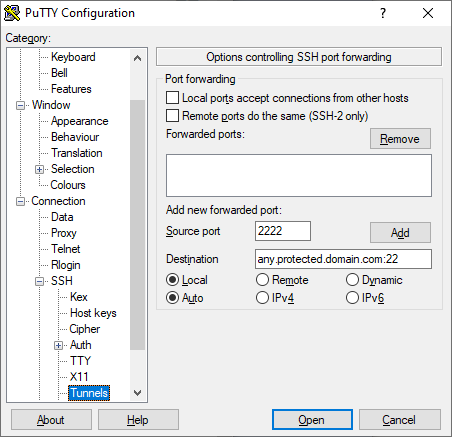 PuTTY Configuration
?
Category:
Keyboard
Bell
Features
Window
Appearance
Behaviour
Translation
Selection
Colours
Connection
Data
Proxy
Telnet
Rlogin
SSH
Kex
Host keys
Cipher
Auth
TTY
X11
Tunnels
Options controlling SSH port forwarding
Port forwarding
Local ports accept connections from other hosts
Remote ports do the same (SSH-2 only)
Forwarded ports:
Remove
Add new forwarded port:
Source port 2222 Add
Destination any.protected.domain.com:22
Local Remote Dynamic
Auto IPv4 IPv6
About Help Open Cancel